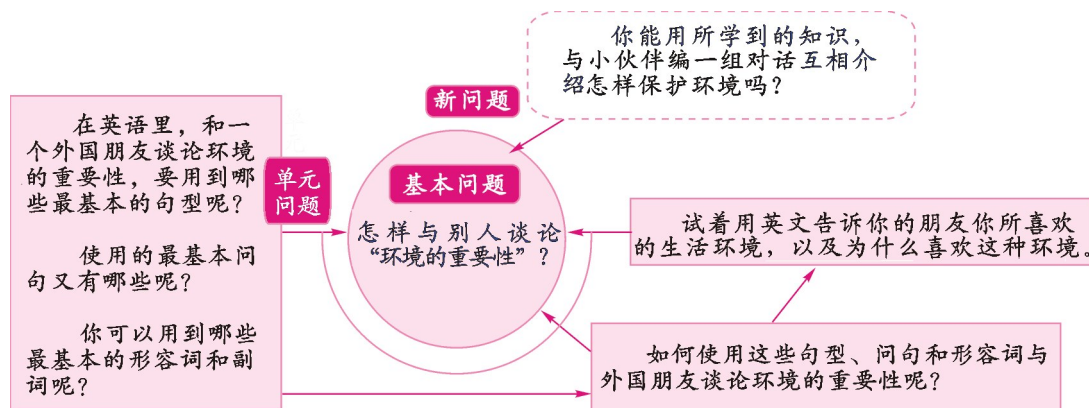 你能用所学到的知识，
与小伙伴编一组对话互相介
绍怎样保护环境吗？
新问题
在英语里，和一
个外国朋友谈论环境
的重要性，要用到哪
些最基本的句型呢？
使用的最基本问
句又有哪些呢？
你可以用到哪些
最基本的形容词和副
词呢？
单元
问题
基本问题
怎样与别人谈论
“环境的重要性”？
试着用英文告诉你的朋友你所喜欢
的生活环境，以及为什么喜欢这种环境。
如何使用这些句型、问句和形容词与
外国朋友谈论环境的重要性呢？